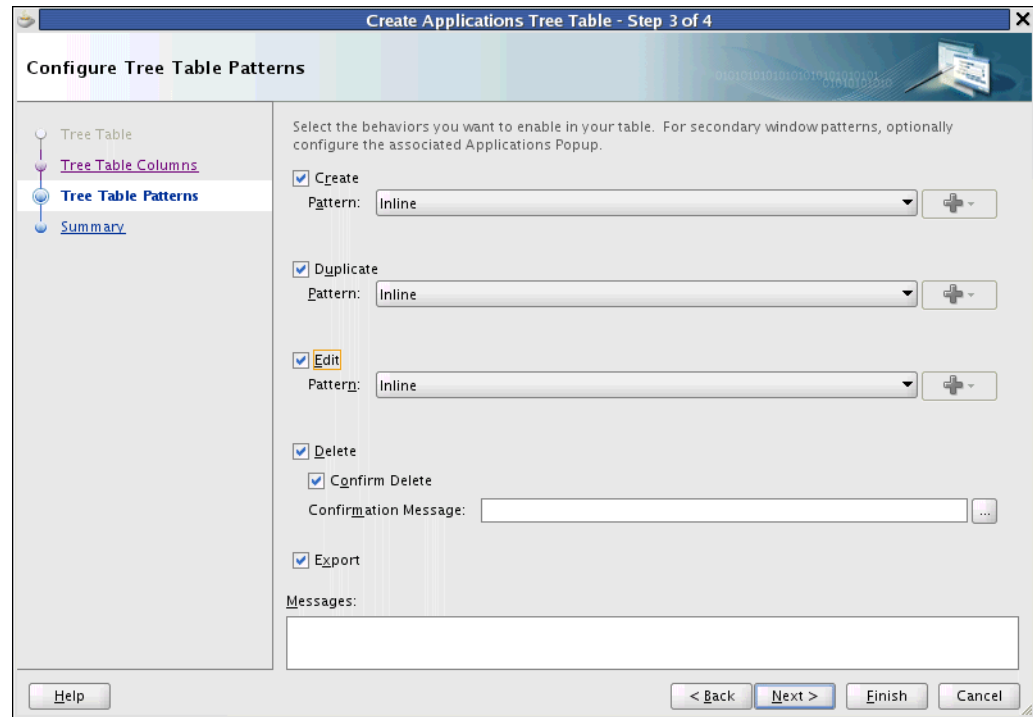 Create Applications Tree Table - Step 3 of 4
Configure Tree Table Patterns
Tree Table
Tree Table Columns
Tree Table Patterns
Summary
Select the behaviors you want to enable in your table. For secondary window patterns, optionally
configure the associated Applications Popup.
Create
Pattern: Inline
Duplicate
Pattern: Inline
Edit
Pattern: Inline
Delete
Confirm Delete
Confirmation Message:
...
Export
Messages:
Help
< Back
Next >
Finish
Cancel